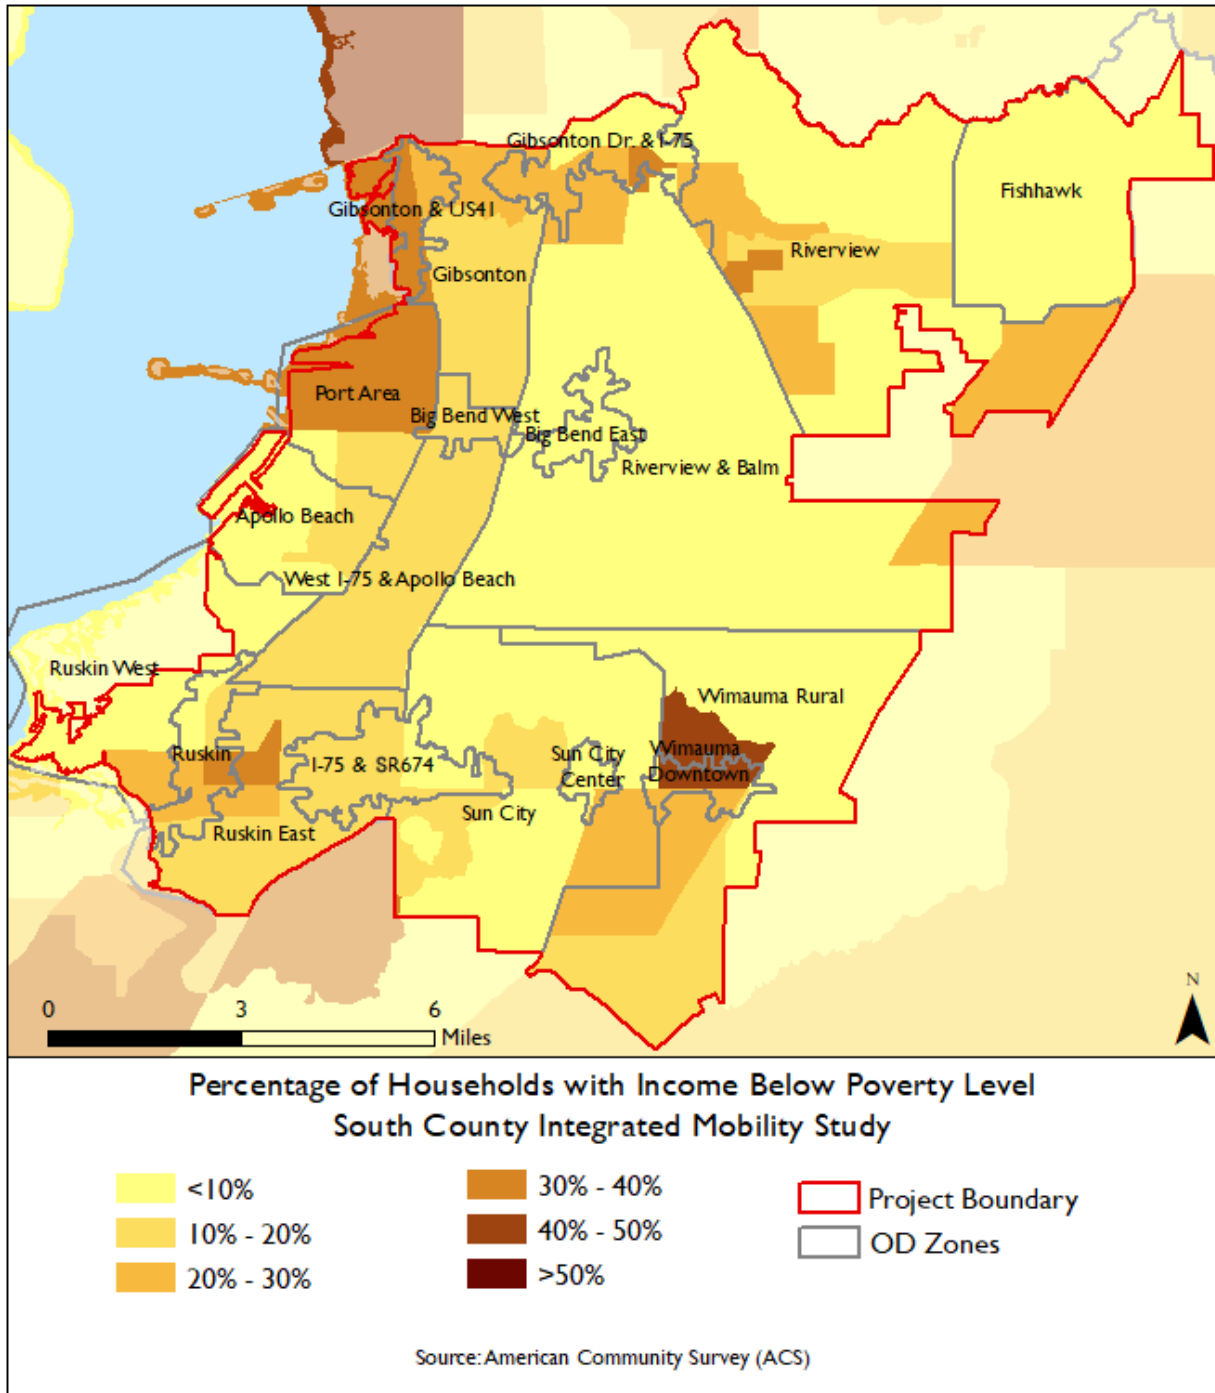 Gibsonton Dr. & I-75
Fishhawk
Gibsonton & US41
Riverview
Gibsonton
Port Area
Big Bend West
Big Bend East
Riverview & Balm
Apollo Beach
West I-75 & Apollo Beach
Ruskin West
Wimauma Rural
Ruskin
I-75 & SR674
Sun City
Center
Wimauma
Downtown
Sun City
Ruskin East
N
0 3 6
Miles
Percentage of Households with Income Below Poverty Level
South County Integrated Mobility Study
<10%
10% - 20%
20% - 30%
30% - 40%
40% - 50%
>50%
Project Boundary
OD Zones
Source: American Community Survey (ACS)